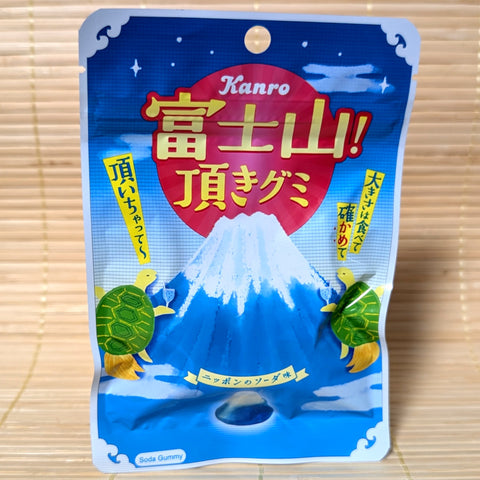 Kanro
富士山!
頂きグミ
頂いちゃって〜
大きさは食べて
確かめて
ニッポンのソーダ味
Soda Gummy